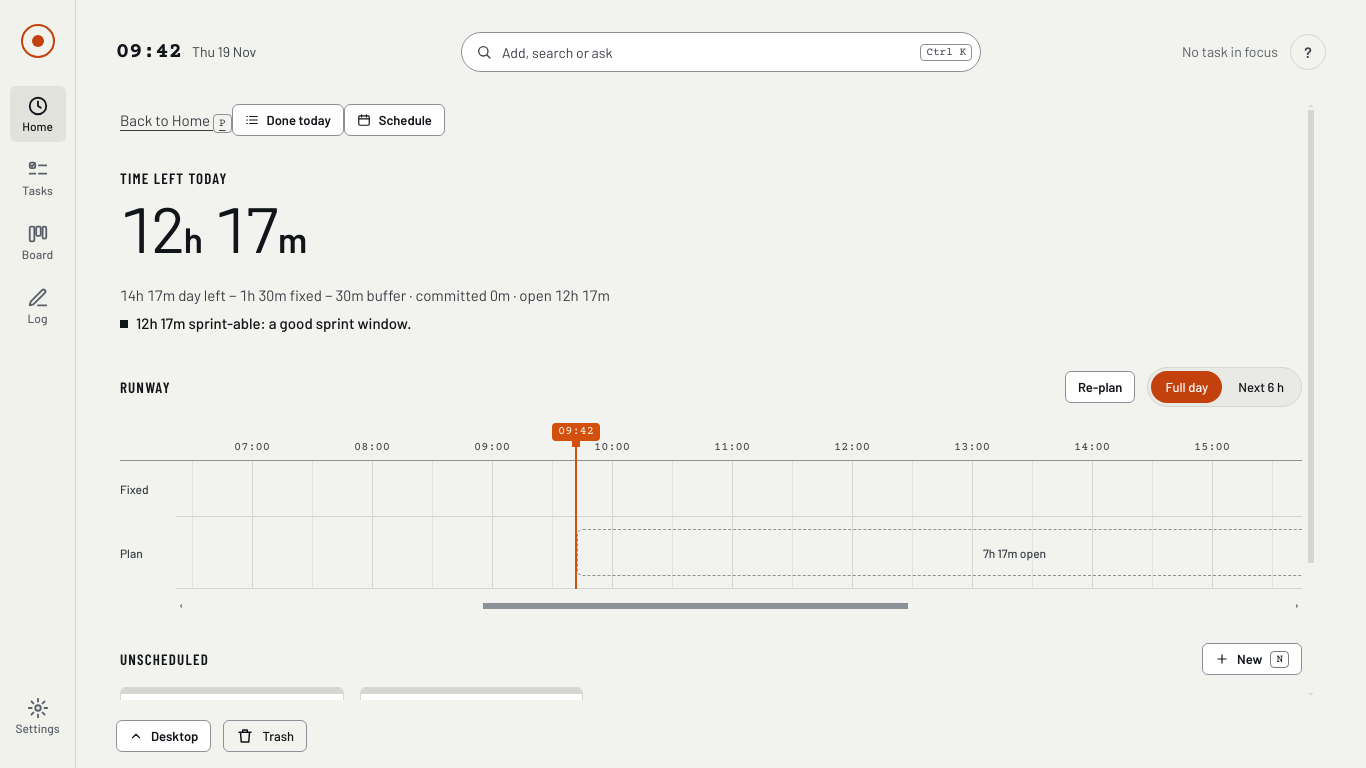 09:42 Thu 19 Nov
Add, search or ask
Ctrl K
No task in focus
?
Home
Tasks
Board
Log
Settings
Back to Home P
Done today
Schedule
TIME LEFT TODAY
12h 17m
14h 17m day left – 1h 30m fixed – 30m buffer · committed 0m · open 12h 17m
12h 17m sprint-able: a good sprint window.
RUNWAY
Re-plan
Full day
Next 6 h
09:42
07:00 08:00 09:00 10:00 11:00 12:00 13:00 14:00 15:00
Fixed
Plan
7h 17m open
UNSCHEDULED
New N
Desktop
Trash